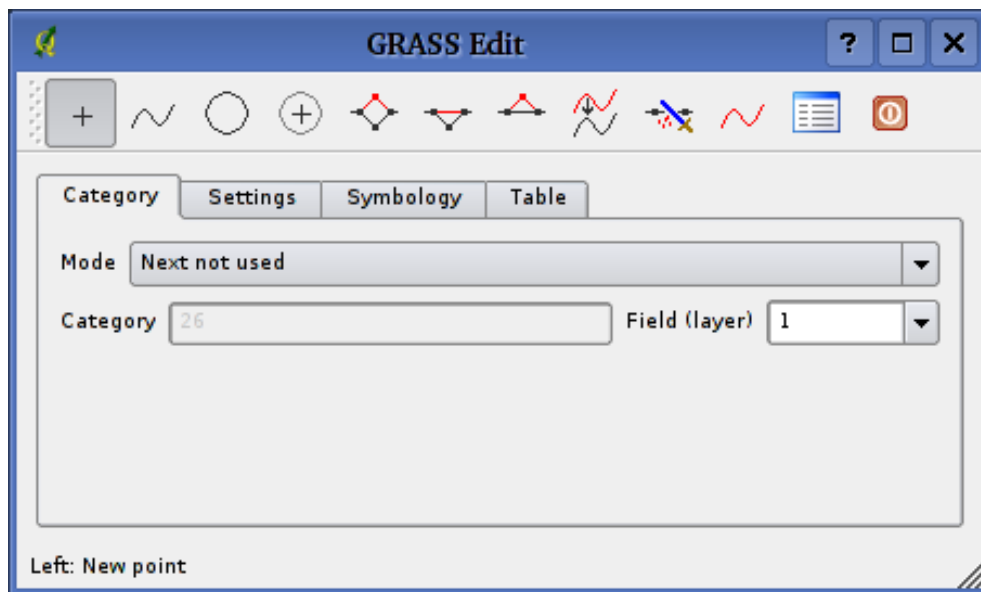 GRASS Edit
Category Settings Symbology Table
Mode Next not used
Category 26 Field (layer) 1
Left: New point